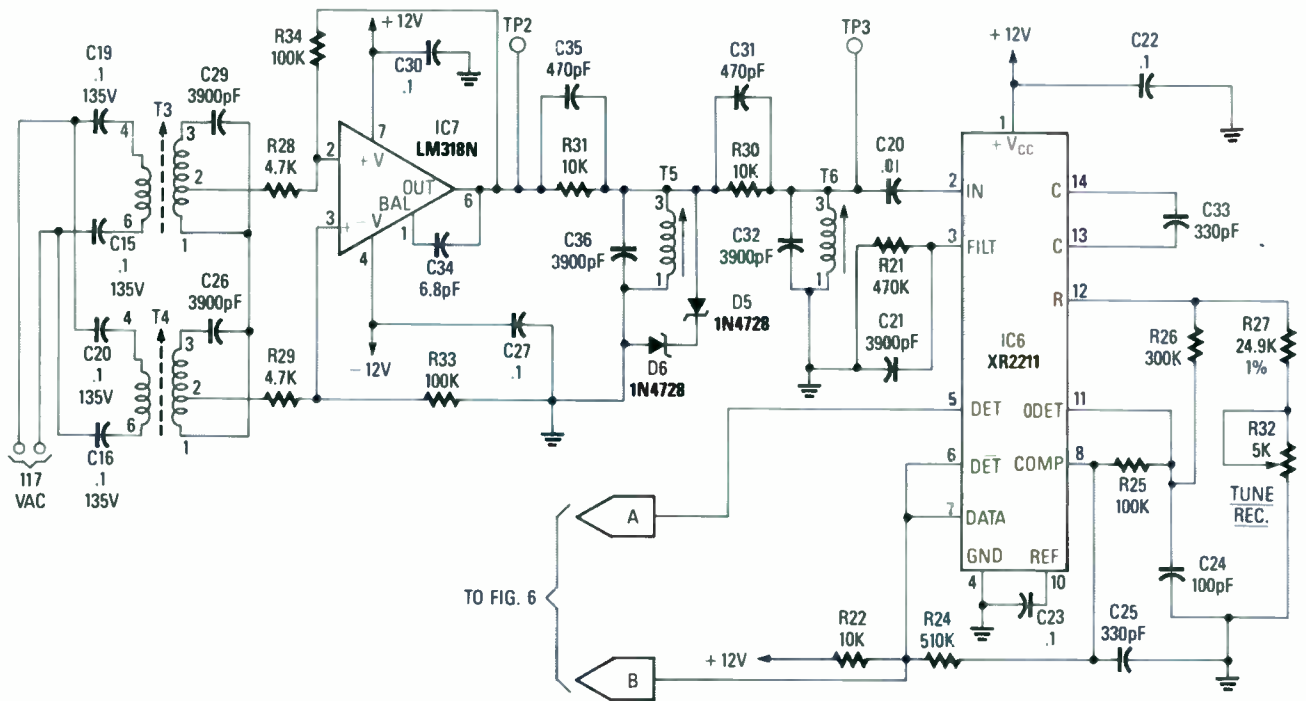 C19
.1
135V
T3
4
6
3
2
1
C29
3900pF
C15
.1
135V
C20
.1
135V
C16
.1
135V
117
VAC
T4
4
6
3
2
1
C26
3900pF
R34
100K
R28
4.7K
R29
4.7K
+12V
C30
.1
7
+V
IC7
LM318N
2
3
+
-V
OUT
6
BAL
1
4
C34
6.8pF
-12V
R33
100K
C27
.1
TP2
C35
470pF
R31
10K
C36
3900pF
T5
3
1
D5
1N4728
D6
1N4728
C31
470pF
R30
10K
C32
3900pF
T6
3
1
TP3
C20
.01
R21
470K
C21
3900pF
+12V
C22
.1
1
+VCC
2
IN
3
FILT
5
DET
6
DET
7
DATA
GND
4
REF
10
IC6
XR2211
C
14
C
13
R
12
ODET
11
COMP
8
C33
330pF
R26
300K
R27
24.9K
1%
R32
5K
TUNE
REC.
R25
100K
C24
100pF
C23
.1
C25
330pF
R22
10K
R24
510K
+12V
TO FIG. 6
A
B